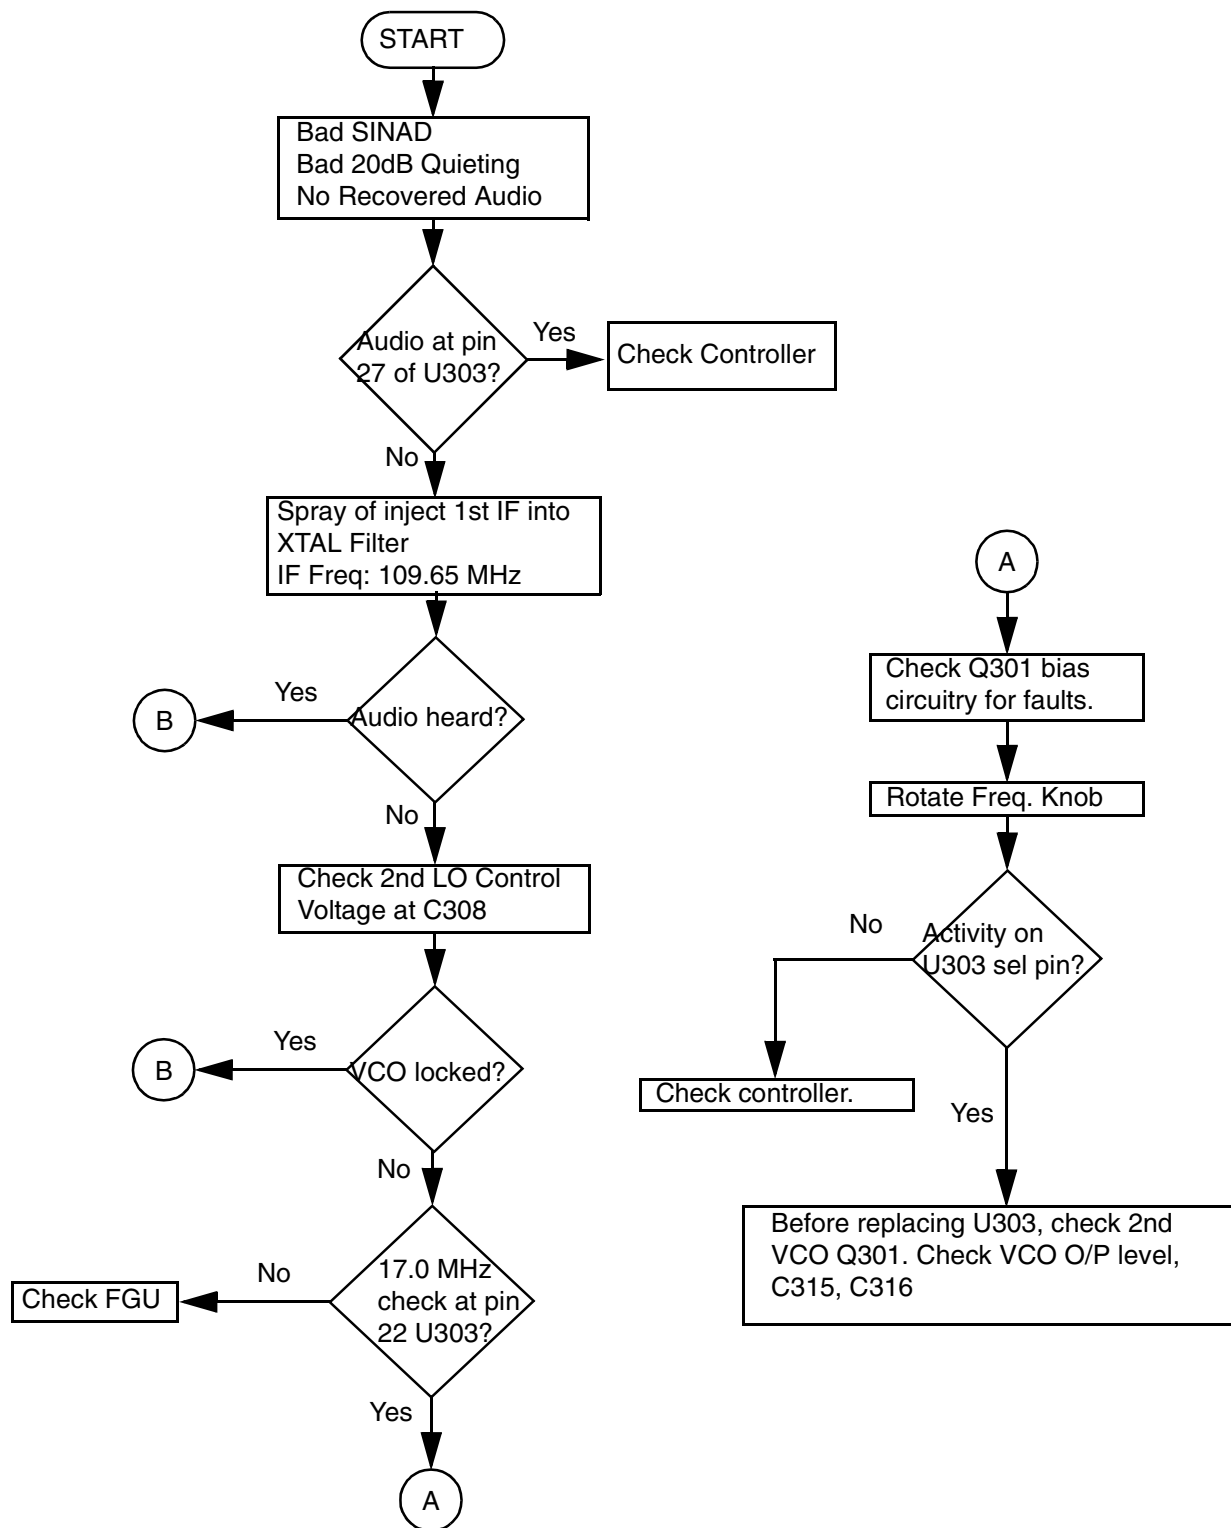 START
Bad SINAD
Bad 20dB Quieting
No Recovered Audio
Audio at pin
27 of U303?
Yes
Check Controller
No
Spray of inject 1st IF into
XTAL Filter
IF Freq: 109.65 MHz
Audio heard?
Yes
B
No
Check 2nd LO Control
Voltage at C308
VCO locked?
Yes
B
No
17.0 MHz
check at pin
22 U303?
No
Check FGU
Yes
A
A
Check Q301 bias
circuitry for faults.
Rotate Freq. Knob
Activity on
U303 sel pin?
No
Check controller.
Yes
Before replacing U303, check 2nd
VCO Q301. Check VCO O/P level,
C315, C316